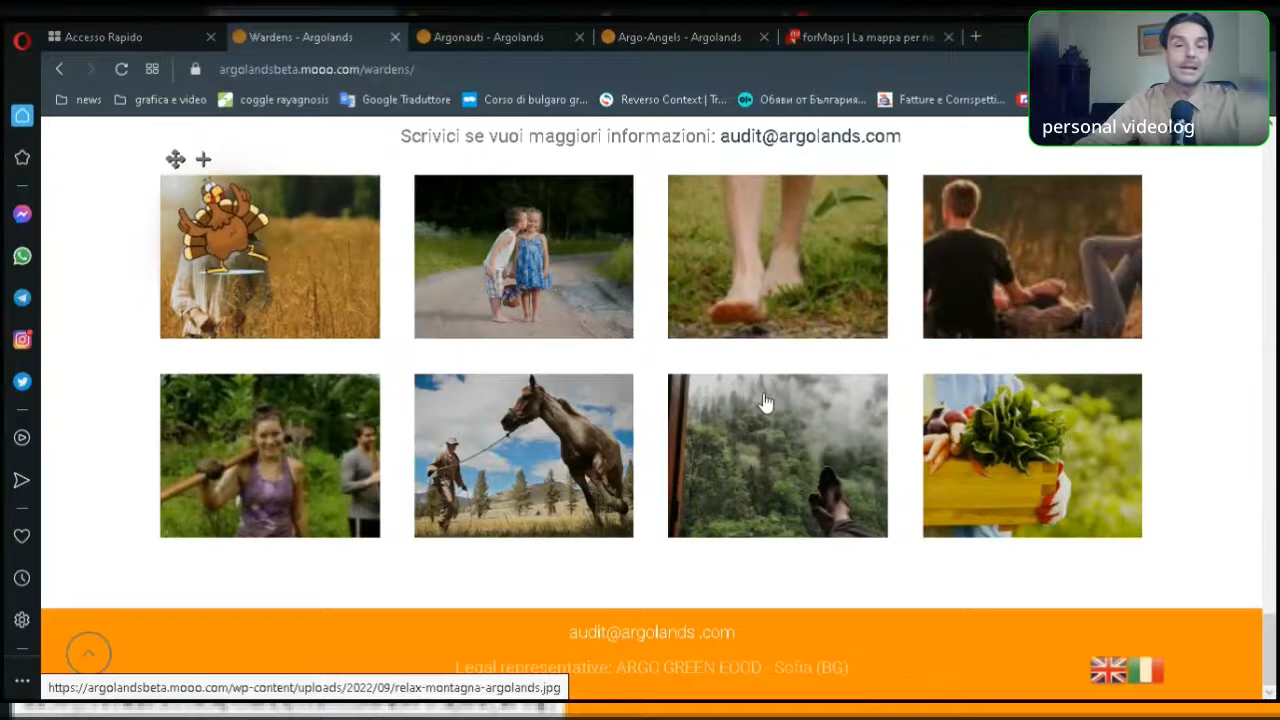 Accesso Rapido
Wardens - Argolands
Argonauti - Argolands
Argo-Angels - Argolands
forMaps | La mappa per na
argolandsbeta.mooo.com/wardens/
news
grafica e video
coggle rayagnosis
Google Traduttore
Corso di bulgaro gr...
Reverso Context | Tr...
Обяви от България...
Fatture e Corrispetti...
personal videolog
Scrivici se vuoi maggiori informazioni: audit@argolands.com
audit@argolands .com
Legal representative: ARGO GREEN FOOD - Sofia (BG)
https://argolandsbeta.mooo.com/wp-content/uploads/2022/09/relax-montagna-argolands.jpg